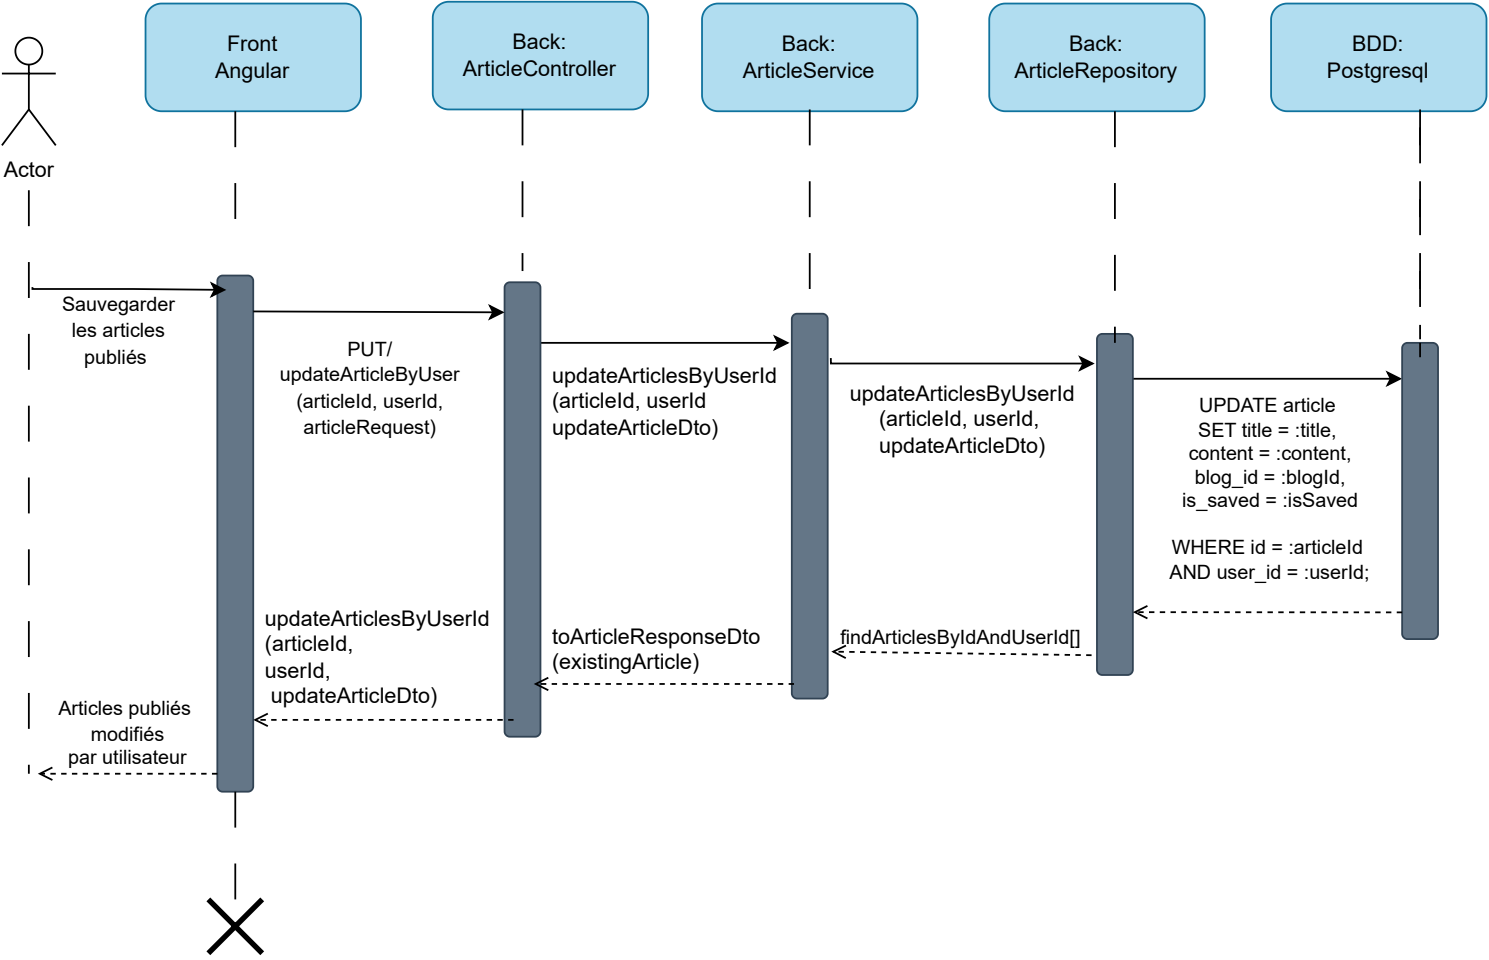 Front
Angular
Back:
ArticleController
Back:
ArticleService
Back:
ArticleRepository
BDD:
Postgresql
Actor
Sauvegarder
les articles
publiés
PUT/
updateArticleByUser
(articleId, userId,
articleRequest)
updateArticlesByUserId
(articleId, userId
updateArticleDto)
updateArticlesByUserId
(articleId, userId,
updateArticleDto)
UPDATE article
SET title = :title,
content = :content,
blog_id = :blogId,
is_saved = :isSaved
WHERE id = :articleId
AND user_id = :userId;
findArticlesByIdAndUserId[]
toArticleResponseDto
(existingArticle)
updateArticlesByUserId
(articleId,
userId,
updateArticleDto)
Articles publiés
modifiés
par utilisateur